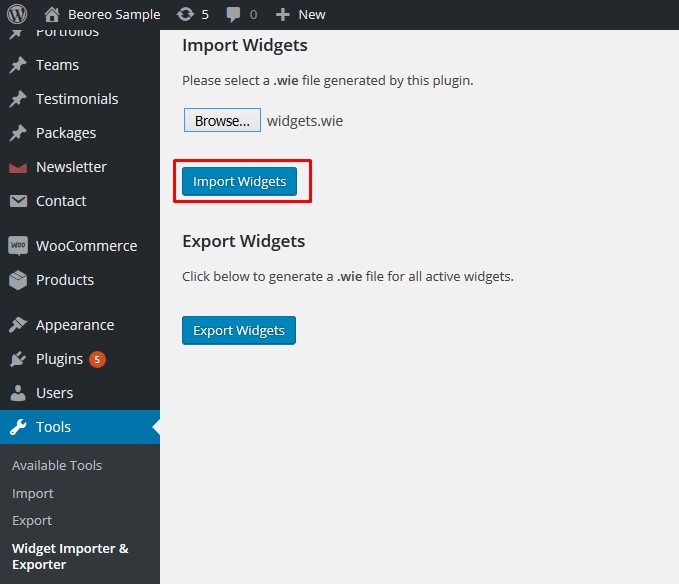 Beoreo Sample 5 0 + New
Portfolios
Teams
Testimonials
Packages
Newsletter
Contact
WOO WooCommerce
Products
Appearance
Plugins 5
Users
Tools
Available Tools
Import
Export
Widget Importer &
Exporter
Import Widgets
Please select a .wie file generated by this plugin.
Browse... widgets.wie
Import Widgets
Export Widgets
Click below to generate a .wie file for all active widgets.
Export Widgets